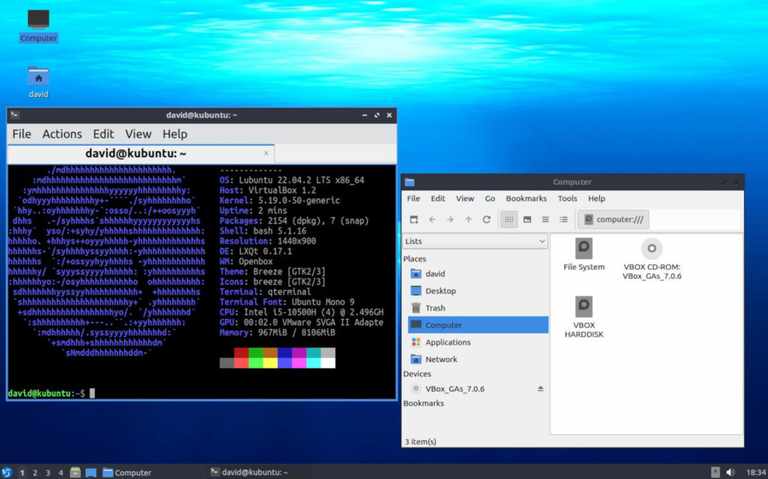 Computer
david
david@kubuntu: ~
File Actions Edit View Help
david@kubuntu: ~
-------------
OS: Lubuntu 22.04.2 LTS x86_64
Host: VirtualBox 1.2
Kernel: 5.19.0-50-generic
Uptime: 2 mins
Packages: 2154 (dpkg), 7 (snap)
Shell: bash 5.1.16
Resolution: 1440x900
DE: LXQt 0.17.1
WM: Openbox
Theme: Breeze [GTK2/3]
Icons: breeze [GTK2/3]
Terminal: qterminal
Terminal Font: Ubuntu Mono 9
CPU: Intel i5-10500H (4) @ 2.496GH
GPU: 00:02.0 VMware SVGA II Adapte
Memory: 967MiB / 8106MiB
david@kubuntu:~$
Computer
File Edit View Go Bookmarks Tools Help
computer:///
Lists
Places
david
Desktop
Trash
Computer
Applications
Network
Devices
VBox_GAs_7.0.6
Bookmarks
File System
VBOX CD-ROM:
VBox_GAs_7.0.6
VBOX
HARDDISK
3 item(s)
1 2 3 4 Computer david@kubuntu: ~ 18:34